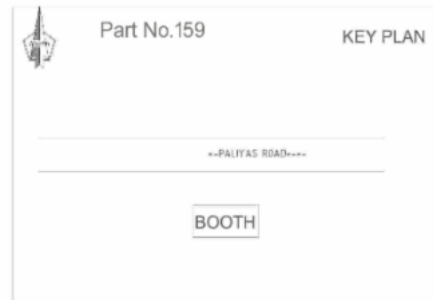 Part No.159
KEY PLAN
<--PALIYAS ROAD---->
BOOTH